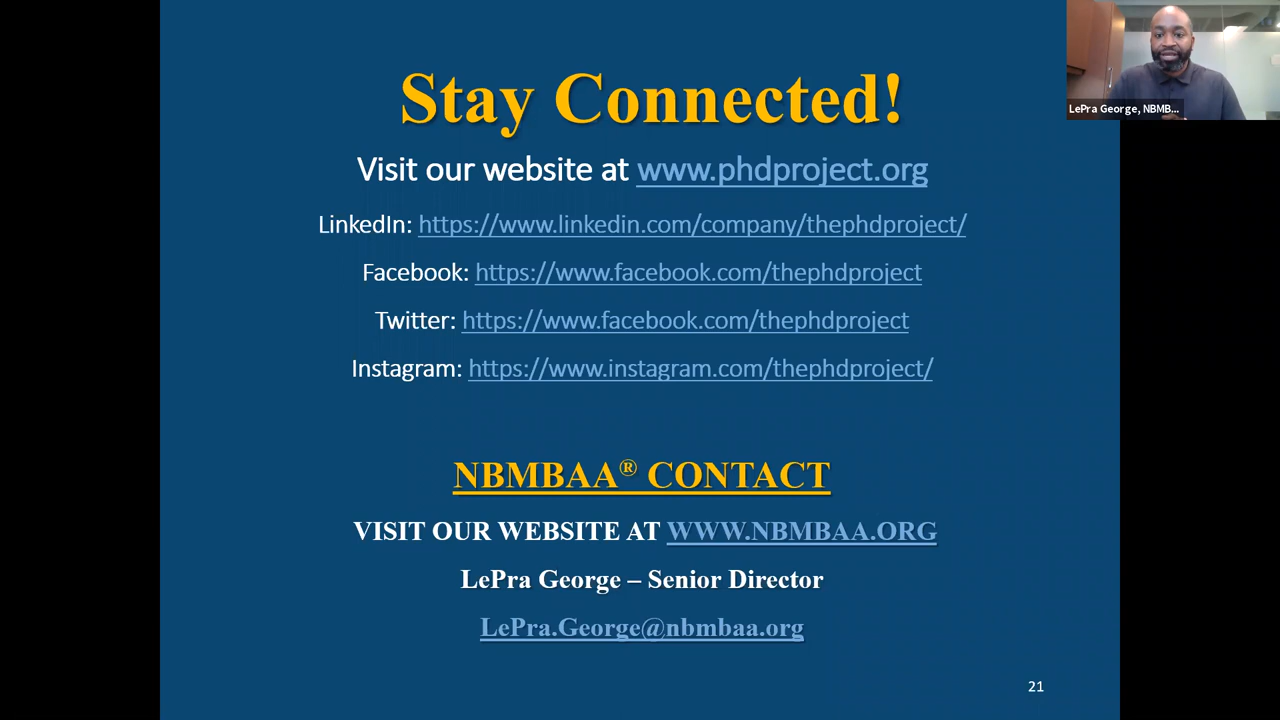 Stay Connected!
Visit our website at www.phdproject.org
LinkedIn: https://www.linkedin.com/company/thephdproject/
Facebook: https://www.facebook.com/thephdproject
Twitter: https://www.facebook.com/thephdproject
Instagram: https://www.instagram.com/thephdproject/
NBMBAA® CONTACT
VISIT OUR WEBSITE AT WWW.NBMBAA.ORG
LePra George – Senior Director
LePra.George@nbmbaa.org
21
LePra George, NBMB...